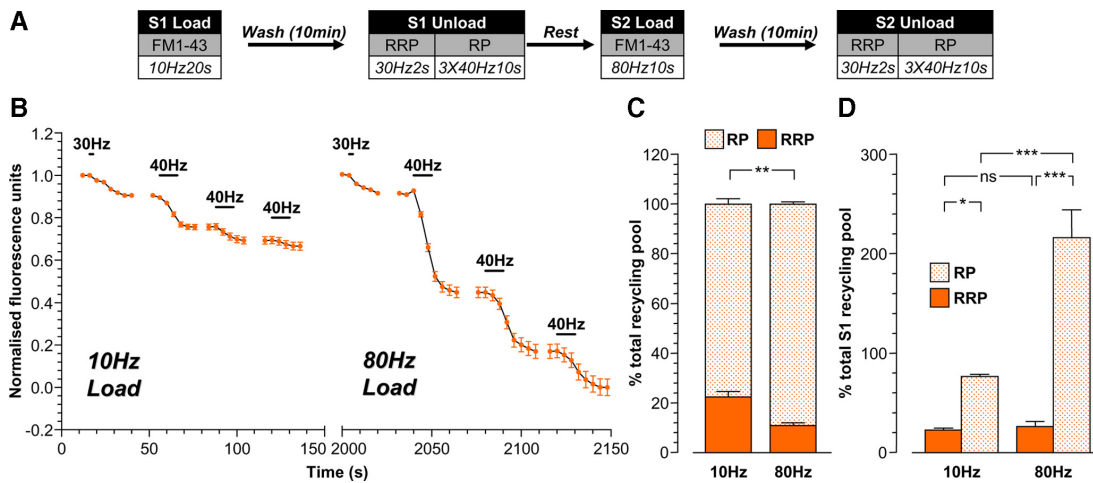 A
S1 Load
FM1-43
10Hz20s
Wash (10min)
S1 Unload
RRP RP
30Hz2s 3X40Hz10s
Rest
S2 Load
FM1-43
80Hz10s
Wash (10min)
S2 Unload
RRP RP
30Hz2s 3X40Hz10s
B
Normalised fluorescence units
1.2
1.0
0.8
0.6
0.4
0.2
0.0
-0.2
30Hz
40Hz
40Hz
40Hz
10Hz
Load
30Hz
40Hz
40Hz
40Hz
80Hz
Load
0 50 100 150 2000 2050 2100 2150
Time (s)
C
RP RRP
% total recycling pool
120
100
80
60
40
20
0
**
10Hz 80Hz
D
% total S1 recycling pool
300
200
100
0
***
ns
***
*
RP
RRP
10Hz 80Hz